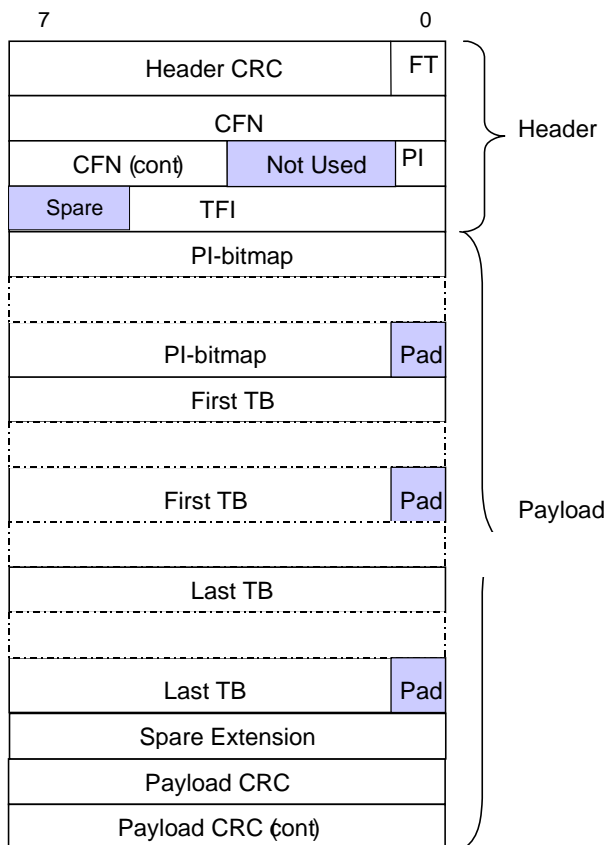 7 0
Header CRC FT
CFN
Header
CFN (cont) Not Used PI
Spare TFI
PI-bitmap
PI-bitmap Pad
First TB
First TB Pad
Payload
Last TB
Last TB Pad
Spare Extension
Payload CRC
Payload CRC (cont)